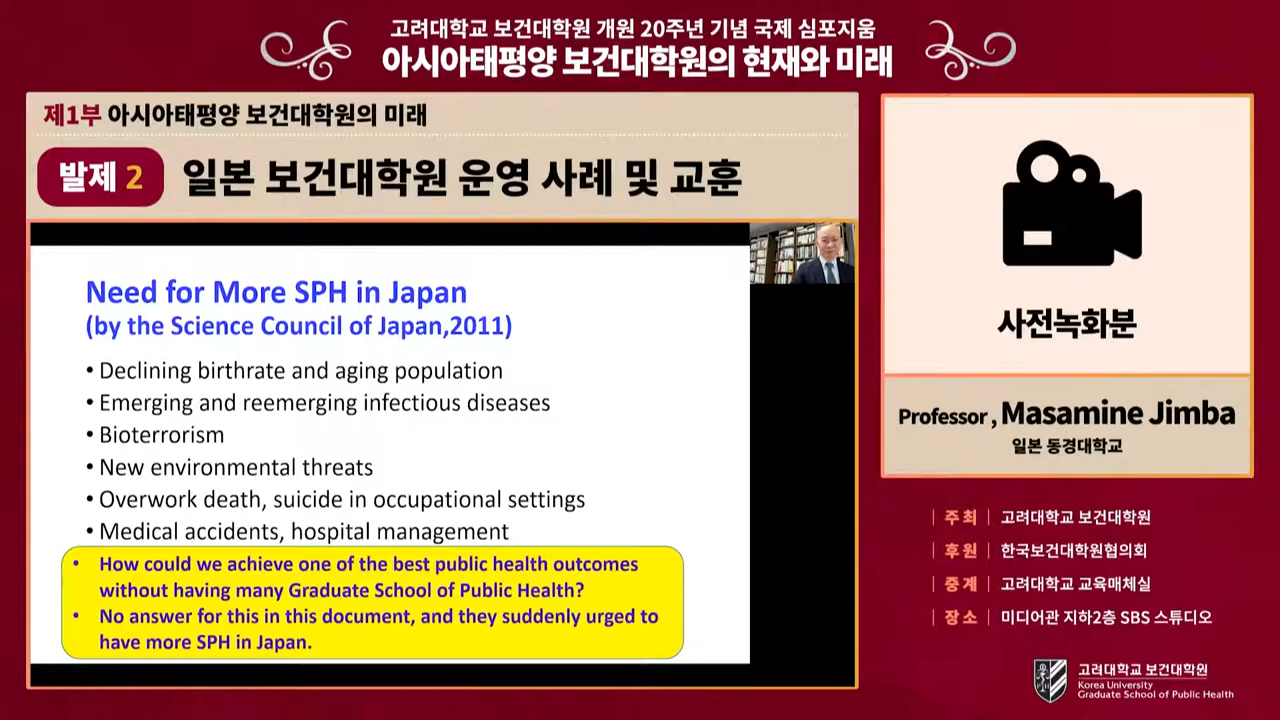 고려대학교 보건대학원 개원 20주년 기념 국제 심포지움
아시아태평양 보건대학원의 현재와 미래
제1부 아시아태평양 보건대학원의 미래
발제 2 일본 보건대학원 운영 사례 및 교훈
Need for More SPH in Japan
(by the Science Council of Japan,2011)
• Declining birthrate and aging population
• Emerging and reemerging infectious diseases
• Bioterrorism
• New environmental threats
• Overwork death, suicide in occupational settings
• Medical accidents, hospital management
• How could we achieve one of the best public health outcomes
without having many Graduate School of Public Health?
• No answer for this in this document, and they suddenly urged to
have more SPH in Japan.
사전녹화분
Professor , Masamine Jimba
일본 동경대학교
| 주최 | 고려대학교 보건대학원
| 후원 | 한국보건대학원협의회
| 중계 | 고려대학교 교육매체실
| 장소 | 미디어관 지하2층 SBS 스튜디오
고려대학교 보건대학원
Korea University
Graduate School of Public Health